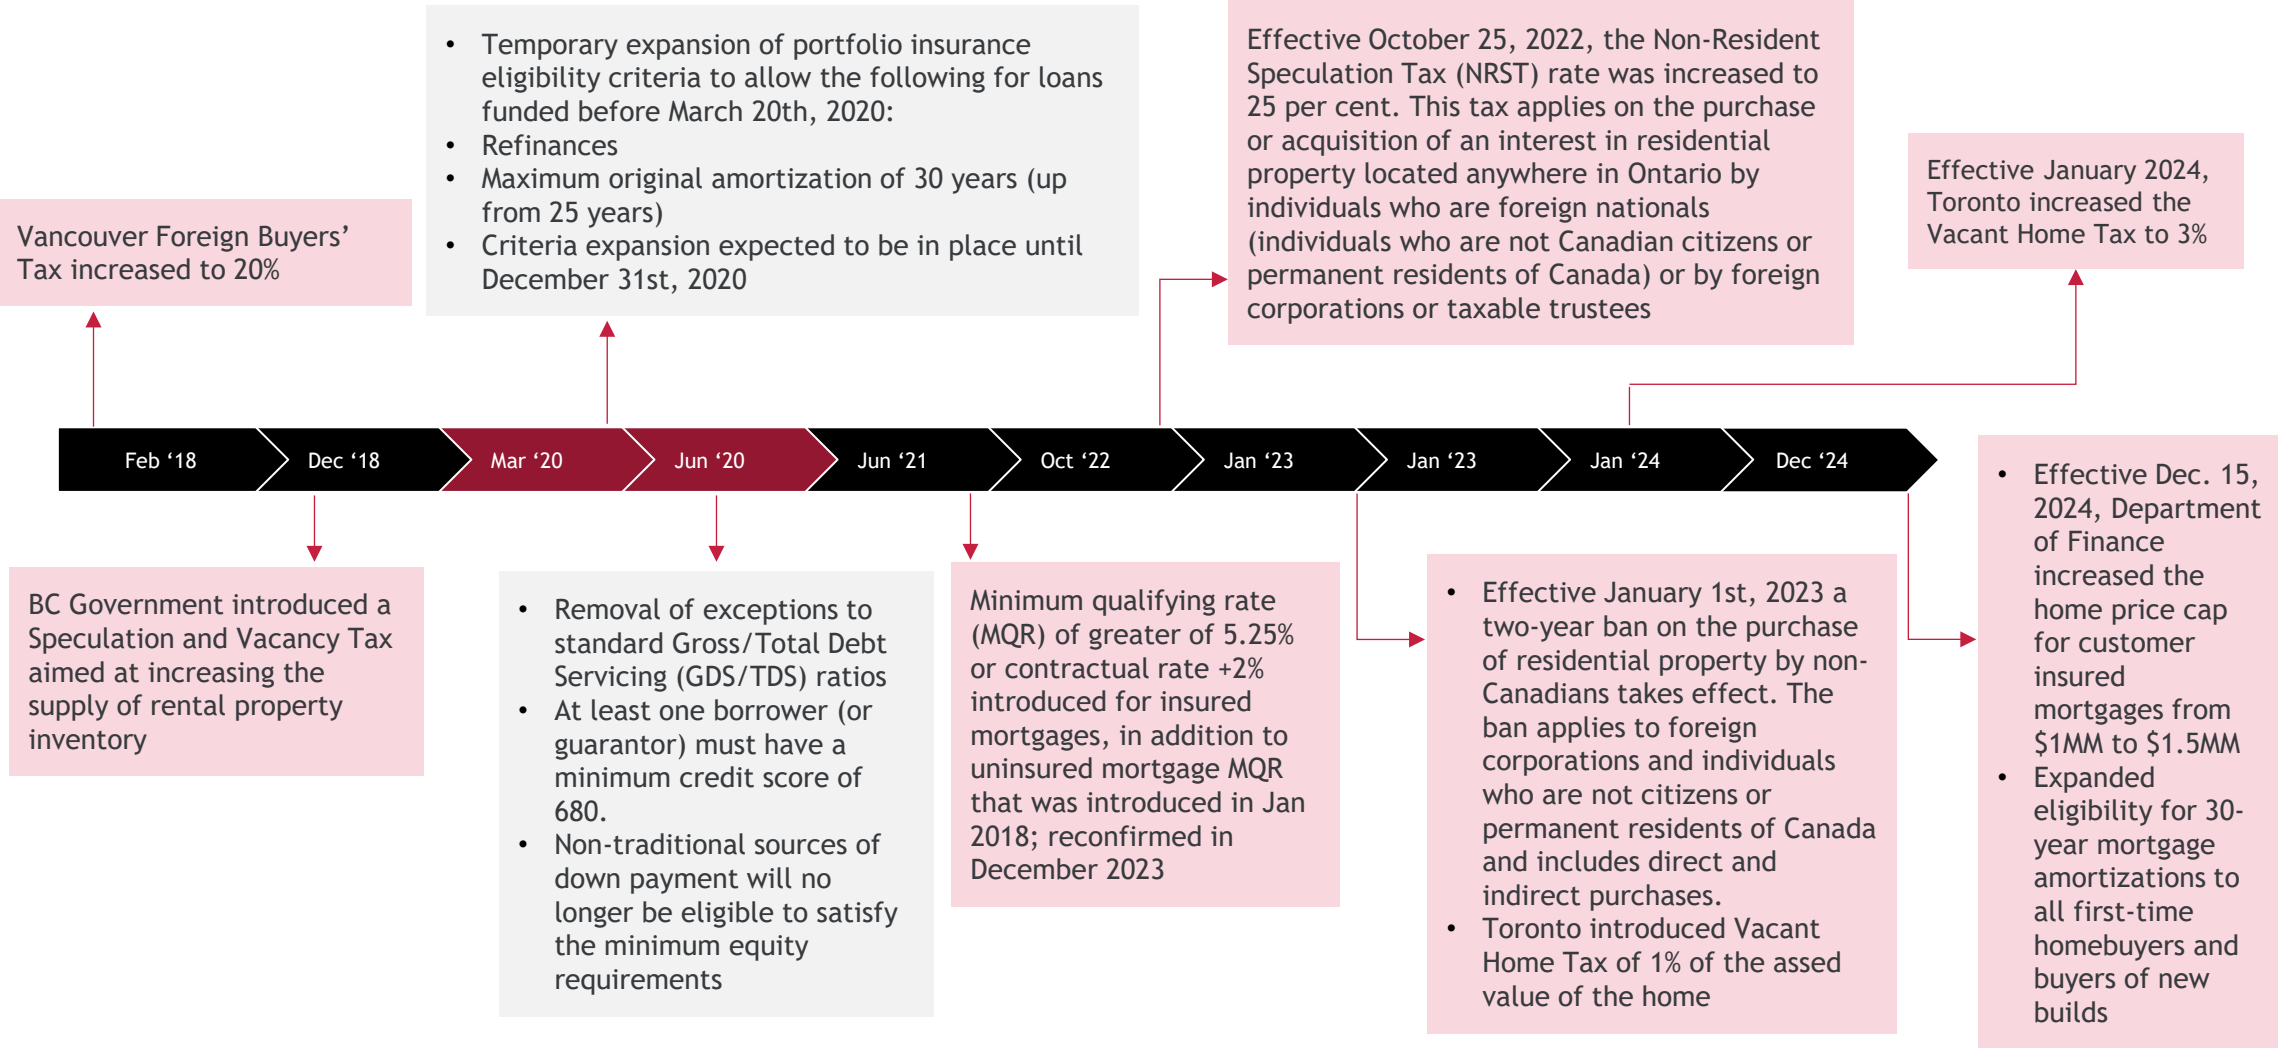 Vancouver Foreign Buyers’
Tax increased to 20%
• Temporary expansion of portfolio insurance
eligibility criteria to allow the following for loans
funded before March 20th, 2020:
• Refinances
• Maximum original amortization of 30 years (up
from 25 years)
• Criteria expansion expected to be in place until
December 31st, 2020
Effective October 25, 2022, the Non-Resident
Speculation Tax (NRST) rate was increased to
25 per cent. This tax applies on the purchase
or acquisition of an interest in residential
property located anywhere in Ontario by
individuals who are foreign nationals
(individuals who are not Canadian citizens or
permanent residents of Canada) or by foreign
corporations or taxable trustees
Effective January 2024,
Toronto increased the
Vacant Home Tax to 3%
Feb ‘18
Dec ‘18
Mar ‘20
Jun ‘20
Jun ‘21
Oct ‘22
Jan ‘23
Jan ‘23
Jan ‘24
Dec ‘24
BC Government introduced a
Speculation and Vacancy Tax
aimed at increasing the
supply of rental property
inventory
• Removal of exceptions to
standard Gross/Total Debt
Servicing (GDS/TDS) ratios
• At least one borrower (or
guarantor) must have a
minimum credit score of
680.
• Non-traditional sources of
down payment will no
longer be eligible to satisfy
the minimum equity
requirements
Minimum qualifying rate
(MQR) of greater of 5.25%
or contractual rate +2%
introduced for insured
mortgages, in addition to
uninsured mortgage MQR
that was introduced in Jan
2018; reconfirmed in
December 2023
• Effective January 1st, 2023 a
two-year ban on the purchase
of residential property by non-
Canadians takes effect. The
ban applies to foreign
corporations and individuals
who are not citizens or
permanent residents of Canada
and includes direct and
indirect purchases.
• Toronto introduced Vacant
Home Tax of 1% of the assed
value of the home
• Effective Dec. 15,
2024, Department
of Finance
increased the
home price cap
for customer
insured
mortgages from
$1MM to $1.5MM
• Expanded
eligibility for 30-
year mortgage
amortizations to
all first-time
homebuyers and
buyers of new
builds